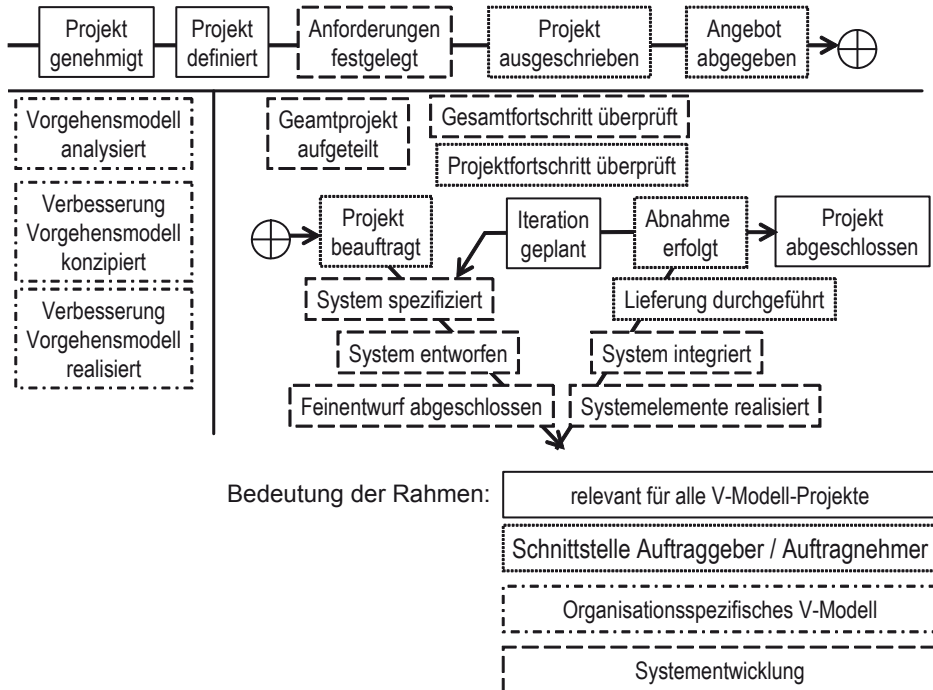 Projekt
genehmigt
Projekt
definiert
Anforderungen
festgelegt
Projekt
ausgeschrieben
Angebot
abgegeben
Vorgehensmodell
analysiert
Verbesserung
Vorgehensmodell
konzipiert
Verbesserung
Vorgehensmodell
realisiert
Geamtprojekt
aufgeteilt
Gesamtfortschritt überprüft
Projektfortschritt überprüft
Projekt
beauftragt
Iteration
geplant
Abnahme
erfolgt
Projekt
abgeschlossen
System spezifiziert
Lieferung durchgeführt
System entworfen
System integriert
Feinentwurf abgeschlossen
Systemelemente realisiert
Bedeutung der Rahmen:
relevant für alle V-Modell-Projekte
Schnittstelle Auftraggeber / Auftragnehmer
Organisationsspezifisches V-Modell
Systementwicklung